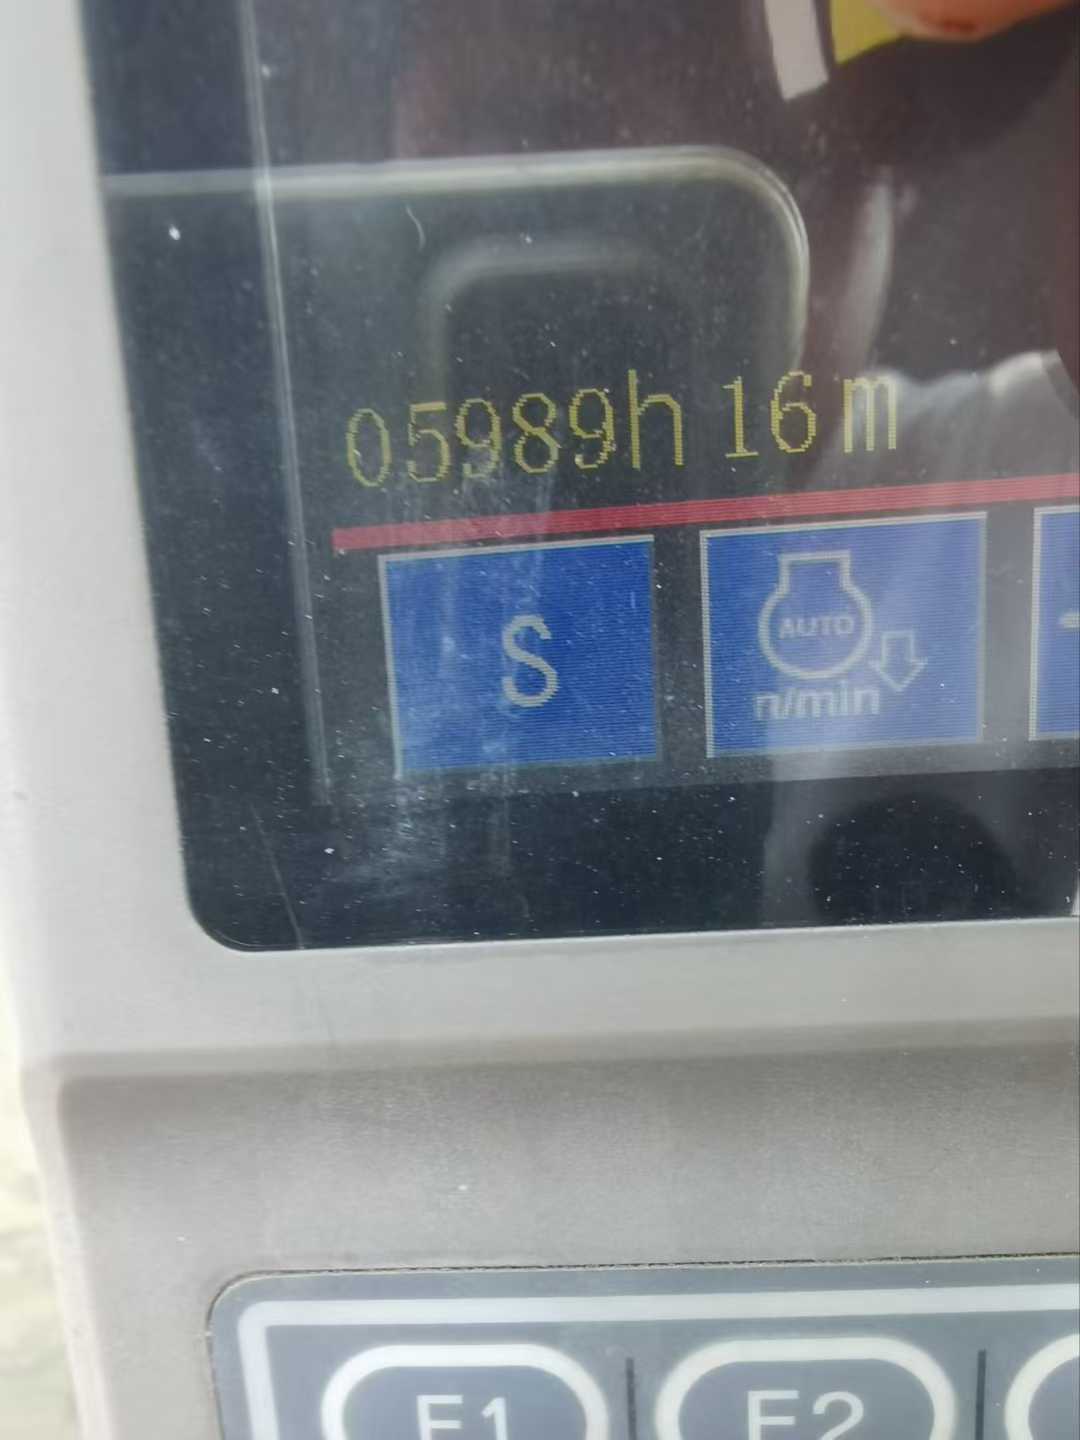 05989h 16m
S
AUTO
n/min
F1
F2